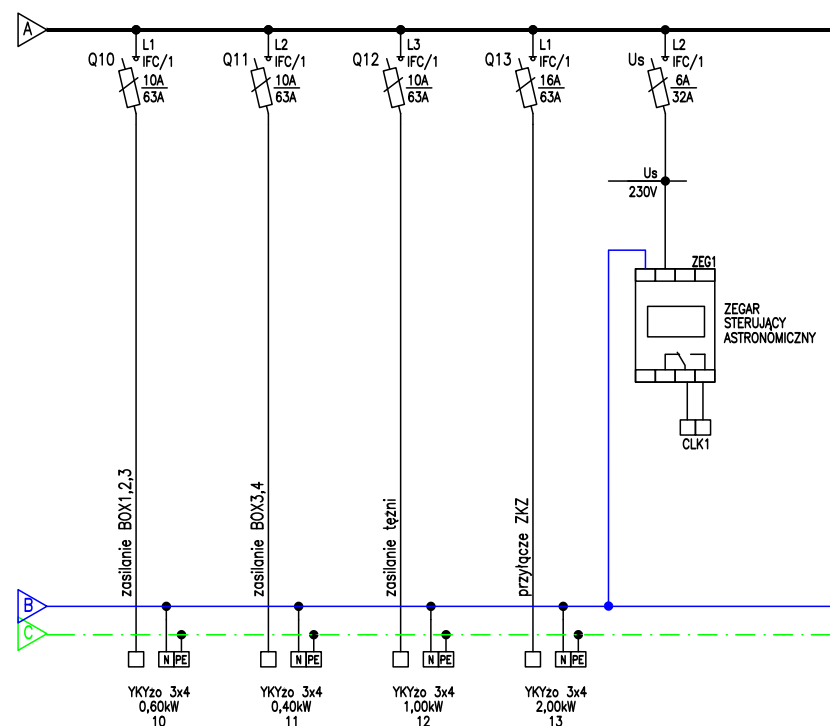 A
Q10
L1
IFC/1
10A
63A
Q11
L2
IFC/1
10A
63A
Q12
L3
IFC/1
10A
63A
Q13
L1
IFC/1
16A
63A
Us
L2
IFC/1
6A
32A
Us
230V
ZEG1
ZEGAR
STERUJĄCY
ASTRONOMICZNY
CLK1
zasilanie BOX1,2,3
zasilanie BOX3,4
zasilanie tężni
przyłącze ZKZ
B
C
N PE
N PE
N PE
N PE
YKYżo 3x4
0,60kW
10
YKYżo 3x4
0,40kW
11
YKYżo 3x4
1,00kW
12
YKYżo 3x4
2,00kW
13